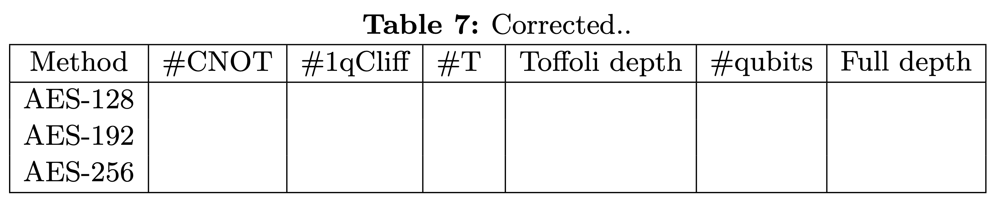 Table 7: Corrected..
Method #CNOT #1qCliff #T Toffoli depth #qubits Full depth
AES-128
AES-192
AES-256